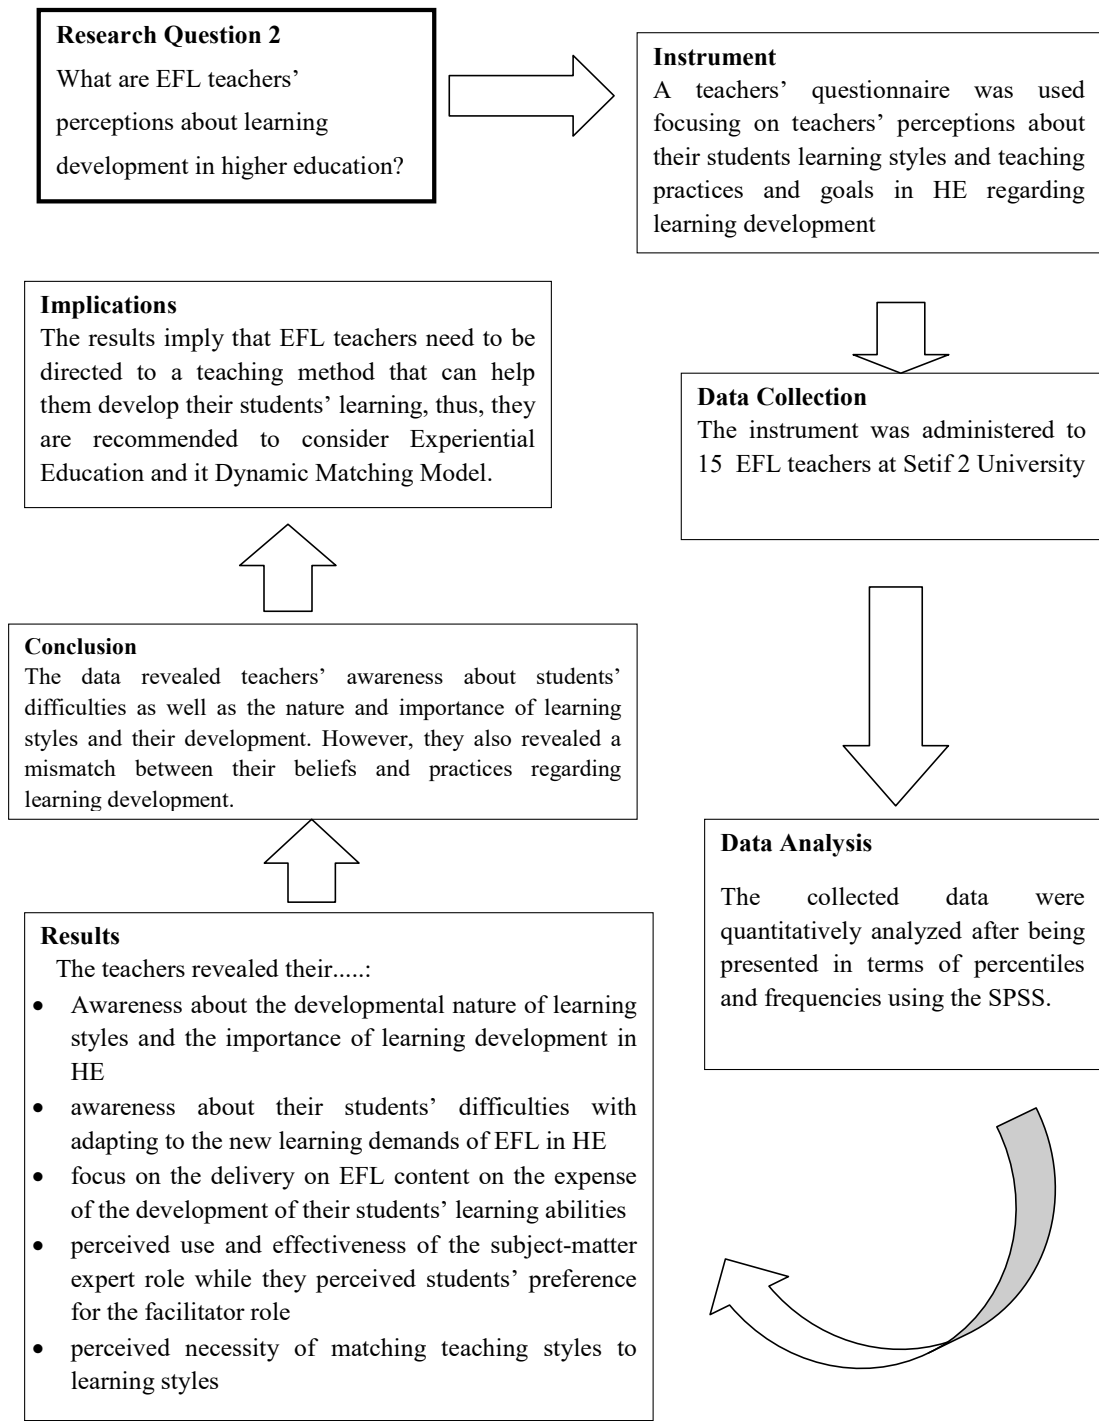 Research Question 2
What are EFL teachers’
perceptions about learning
development in higher education?
Instrument
A teachers’ questionnaire was used
focusing on teachers’ perceptions about
their students learning styles and teaching
practices and goals in HE regarding
learning development
Data Collection
The instrument was administered to
15 EFL teachers at Setif 2 University
Data Analysis
The collected data were
quantitatively analyzed after being
presented in terms of percentiles
and frequencies using the SPSS.
Results
The teachers revealed their.....:
• Awareness about the developmental nature of learning
styles and the importance of learning development in
HE
• awareness about their students’ difficulties with
adapting to the new learning demands of EFL in HE
• focus on the delivery on EFL content on the expense
of the development of their students’ learning abilities
• perceived use and effectiveness of the subject-matter
expert role while they perceived students’ preference
for the facilitator role
• perceived necessity of matching teaching styles to
learning styles
Conclusion
The data revealed teachers’ awareness about students’
difficulties as well as the nature and importance of learning
styles and their development. However, they also revealed a
mismatch between their beliefs and practices regarding
learning development.
Implications
The results imply that EFL teachers need to be
directed to a teaching method that can help
them develop their students’ learning, thus, they
are recommended to consider Experiential
Education and it Dynamic Matching Model.